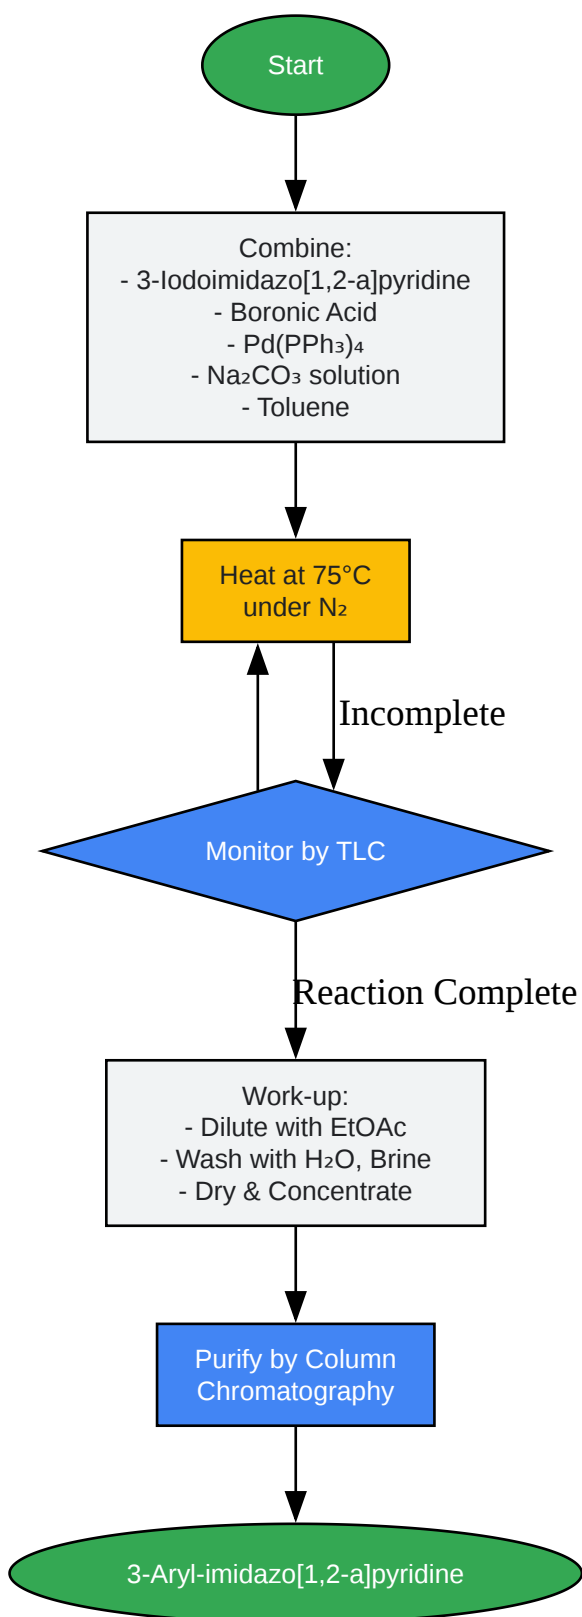 Start
Combine:
- 3-Iodoimidazo[1,2-a]pyridine
- Boronic Acid
- Pd(PPh₃)₄
- Na₂CO₃ solution
- Toluene
Heat at 75°C
under N₂
Incomplete
Monitor by TLC
Reaction Complete
Work-up:
- Dilute with EtOAc
- Wash with H₂O, Brine
- Dry & Concentrate
Purify by Column
Chromatography
3-Aryl-imidazo[1,2-a]pyridine